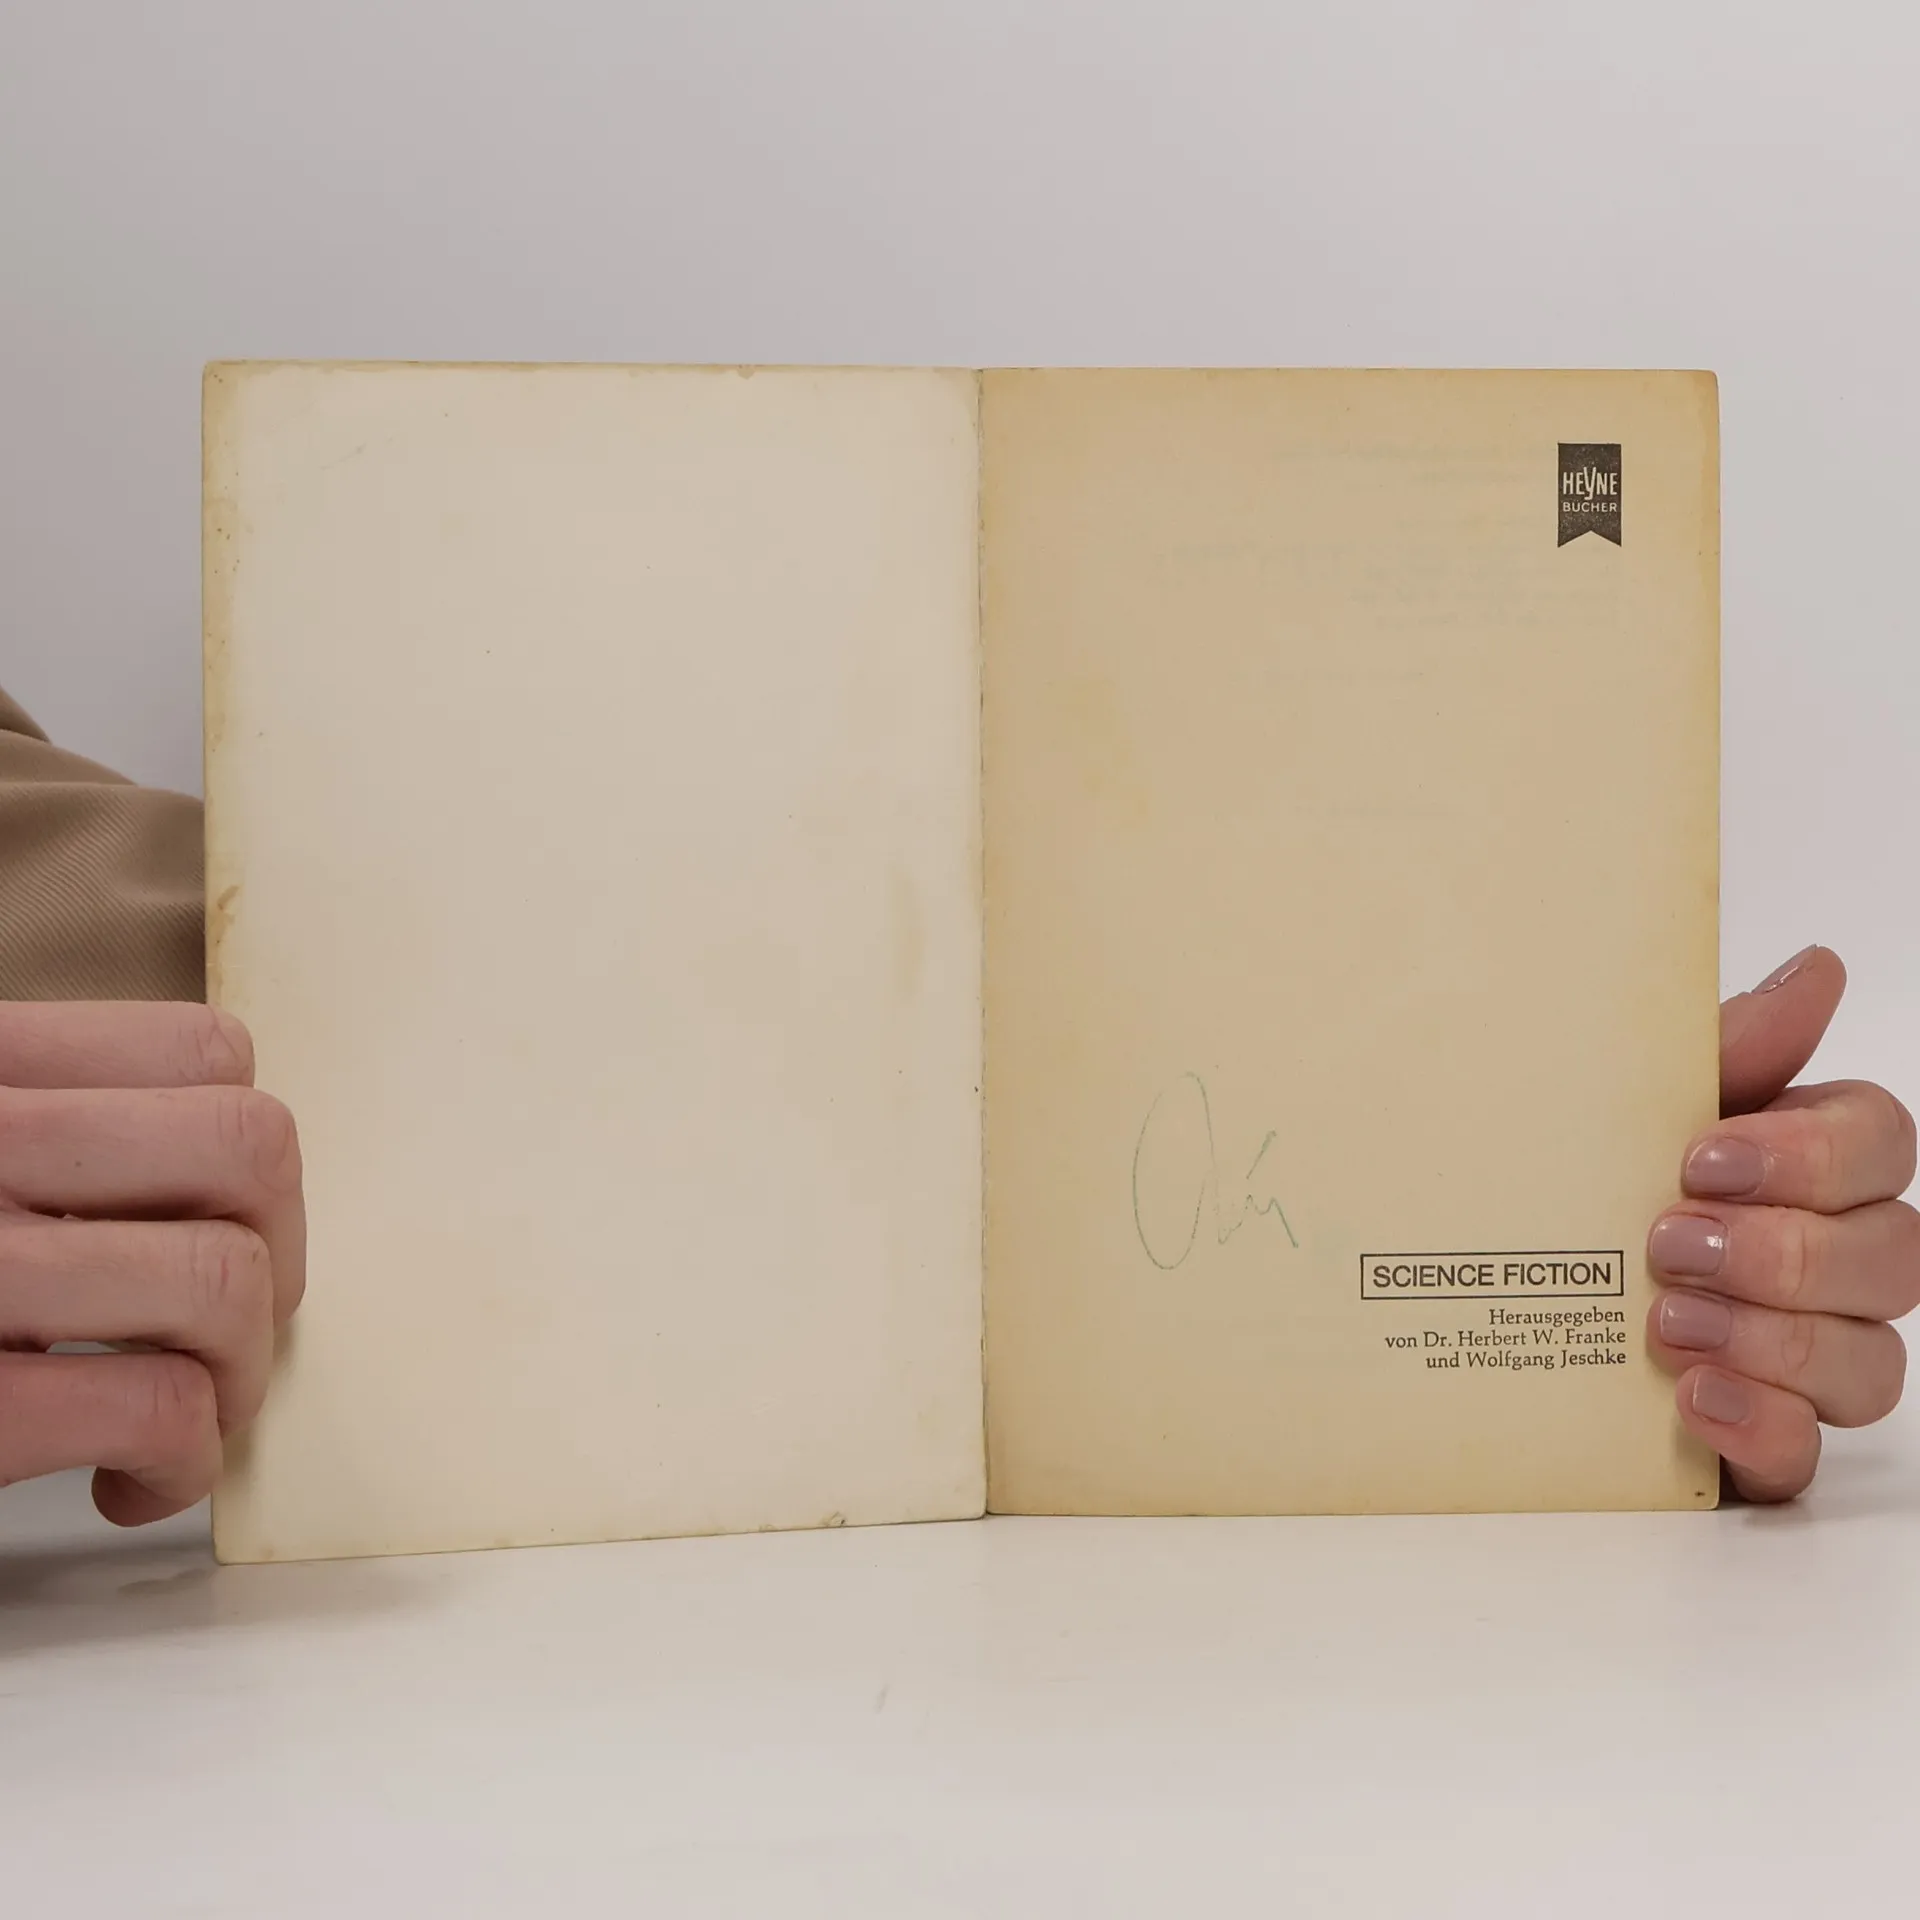 HEYNE
BÜCHER
SCIENCE FICTION
Herausgegeben
von Dr. Herbert W. Franke
und Wolfgang Jeschke